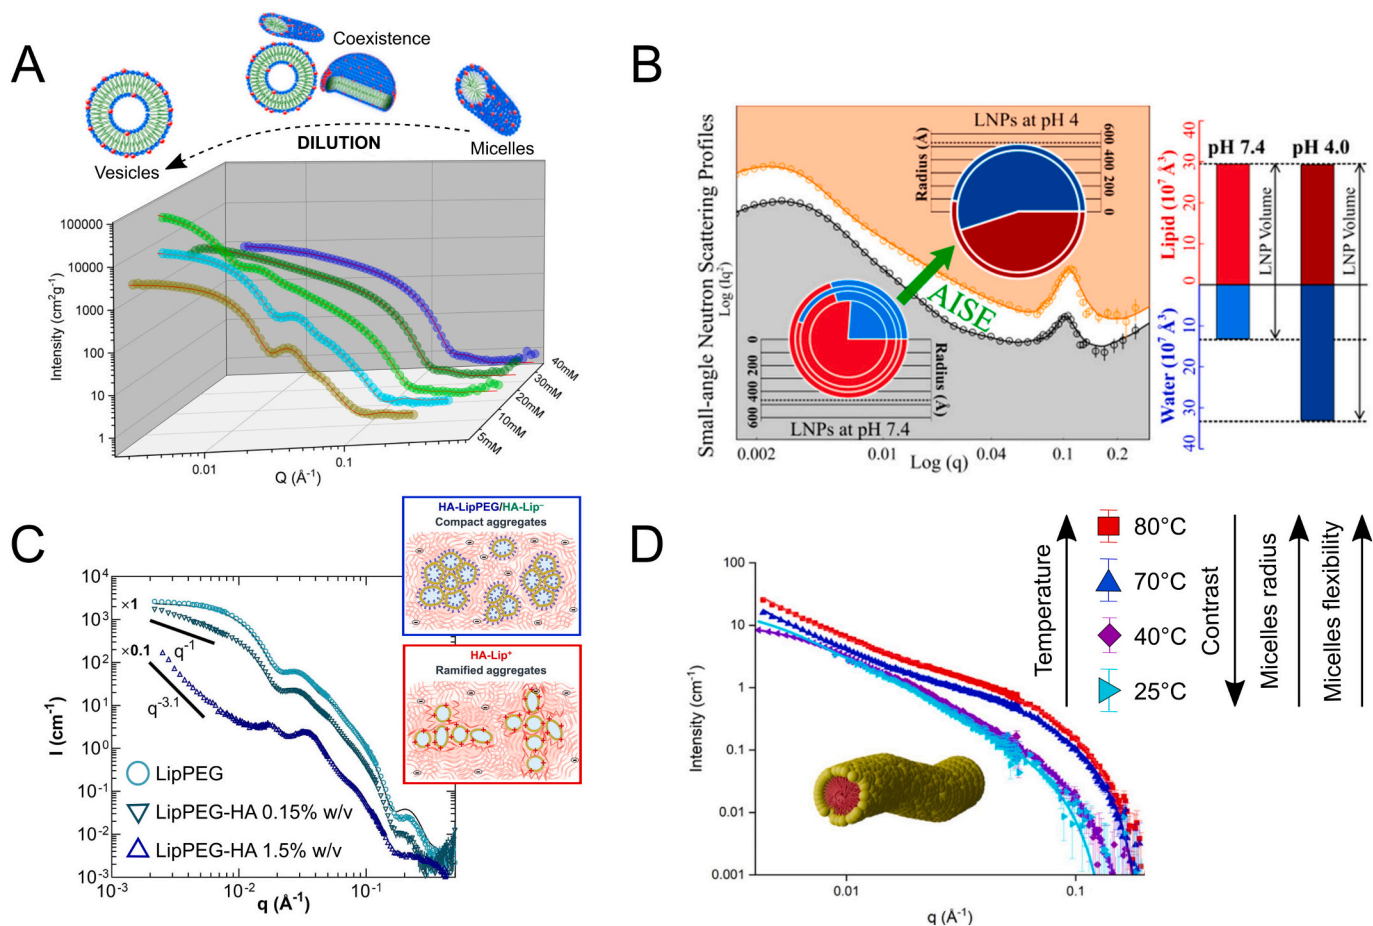 A
Coexistence
DILUTION
Vesicles
Micelles
Intensity (cm²g⁻¹)
100000
10000
1000
100
10
1
0.01
0.1
Q (Å⁻¹)
40mM
30mM
20mM
10mM
5mM
B
Small-angle Neutron Scattering Profiles
Log (Iq²)
LNPs at pH 4
Radius (Å)
600
400
200
0
AISE
0
200
400
600
Radius (Å)
LNPs at pH 7.4
0.002
0.01
0.04
0.1
0.2
Log (q)
Lipid (10⁷ Å³)
Water (10⁷ Å³)
40
30
20
10
0
10
20
30
40
pH 7.4
pH 4.0
LNP Volume
LNP Volume
C
HA-LipPEG/HA-Lip⁻
Compact aggregates
HA-Lip⁺
Ramified aggregates
I (cm⁻¹)
10⁴
10³
10²
10¹
10⁰
10⁻¹
10⁻²
10⁻³
×1
×0.1
q⁻¹
q⁻³·¹
LipPEG
LipPEG-HA 0.15% w/v
LipPEG-HA 1.5% w/v
10⁻³
10⁻²
10⁻¹
q (Å⁻¹)
D
Intensity (cm⁻¹)
100
10
1
0.1
0.01
0.001
0.01
0.1
q (Å⁻¹)
Temperature
80°C
70°C
40°C
25°C
Contrast
Micelles radius
Micelles flexibility